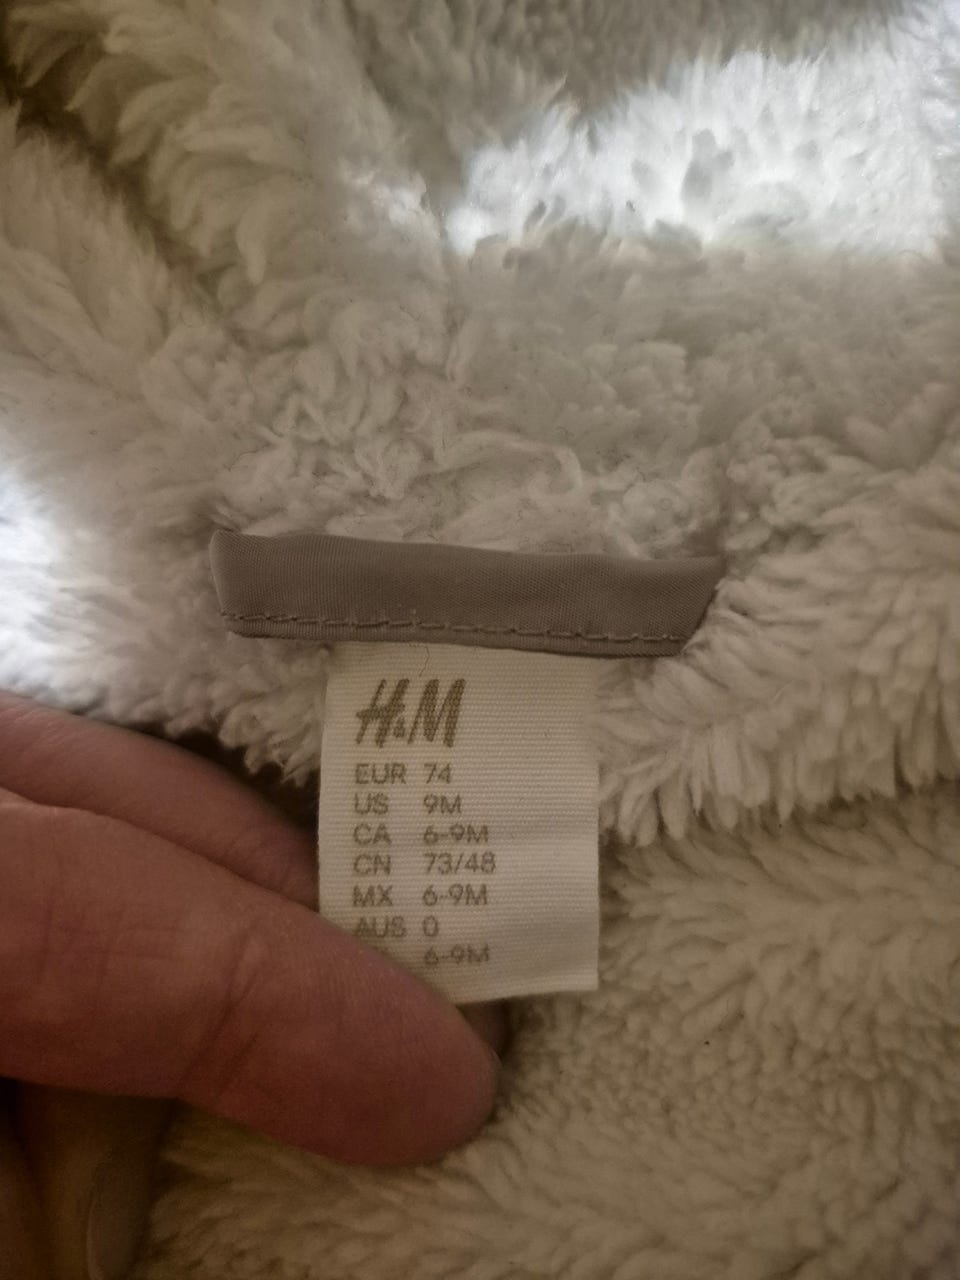 H&M
EUR 74
US 9M
CA 6-9M
CN 73/48
MX 6-9M
AUS 0
6-9M